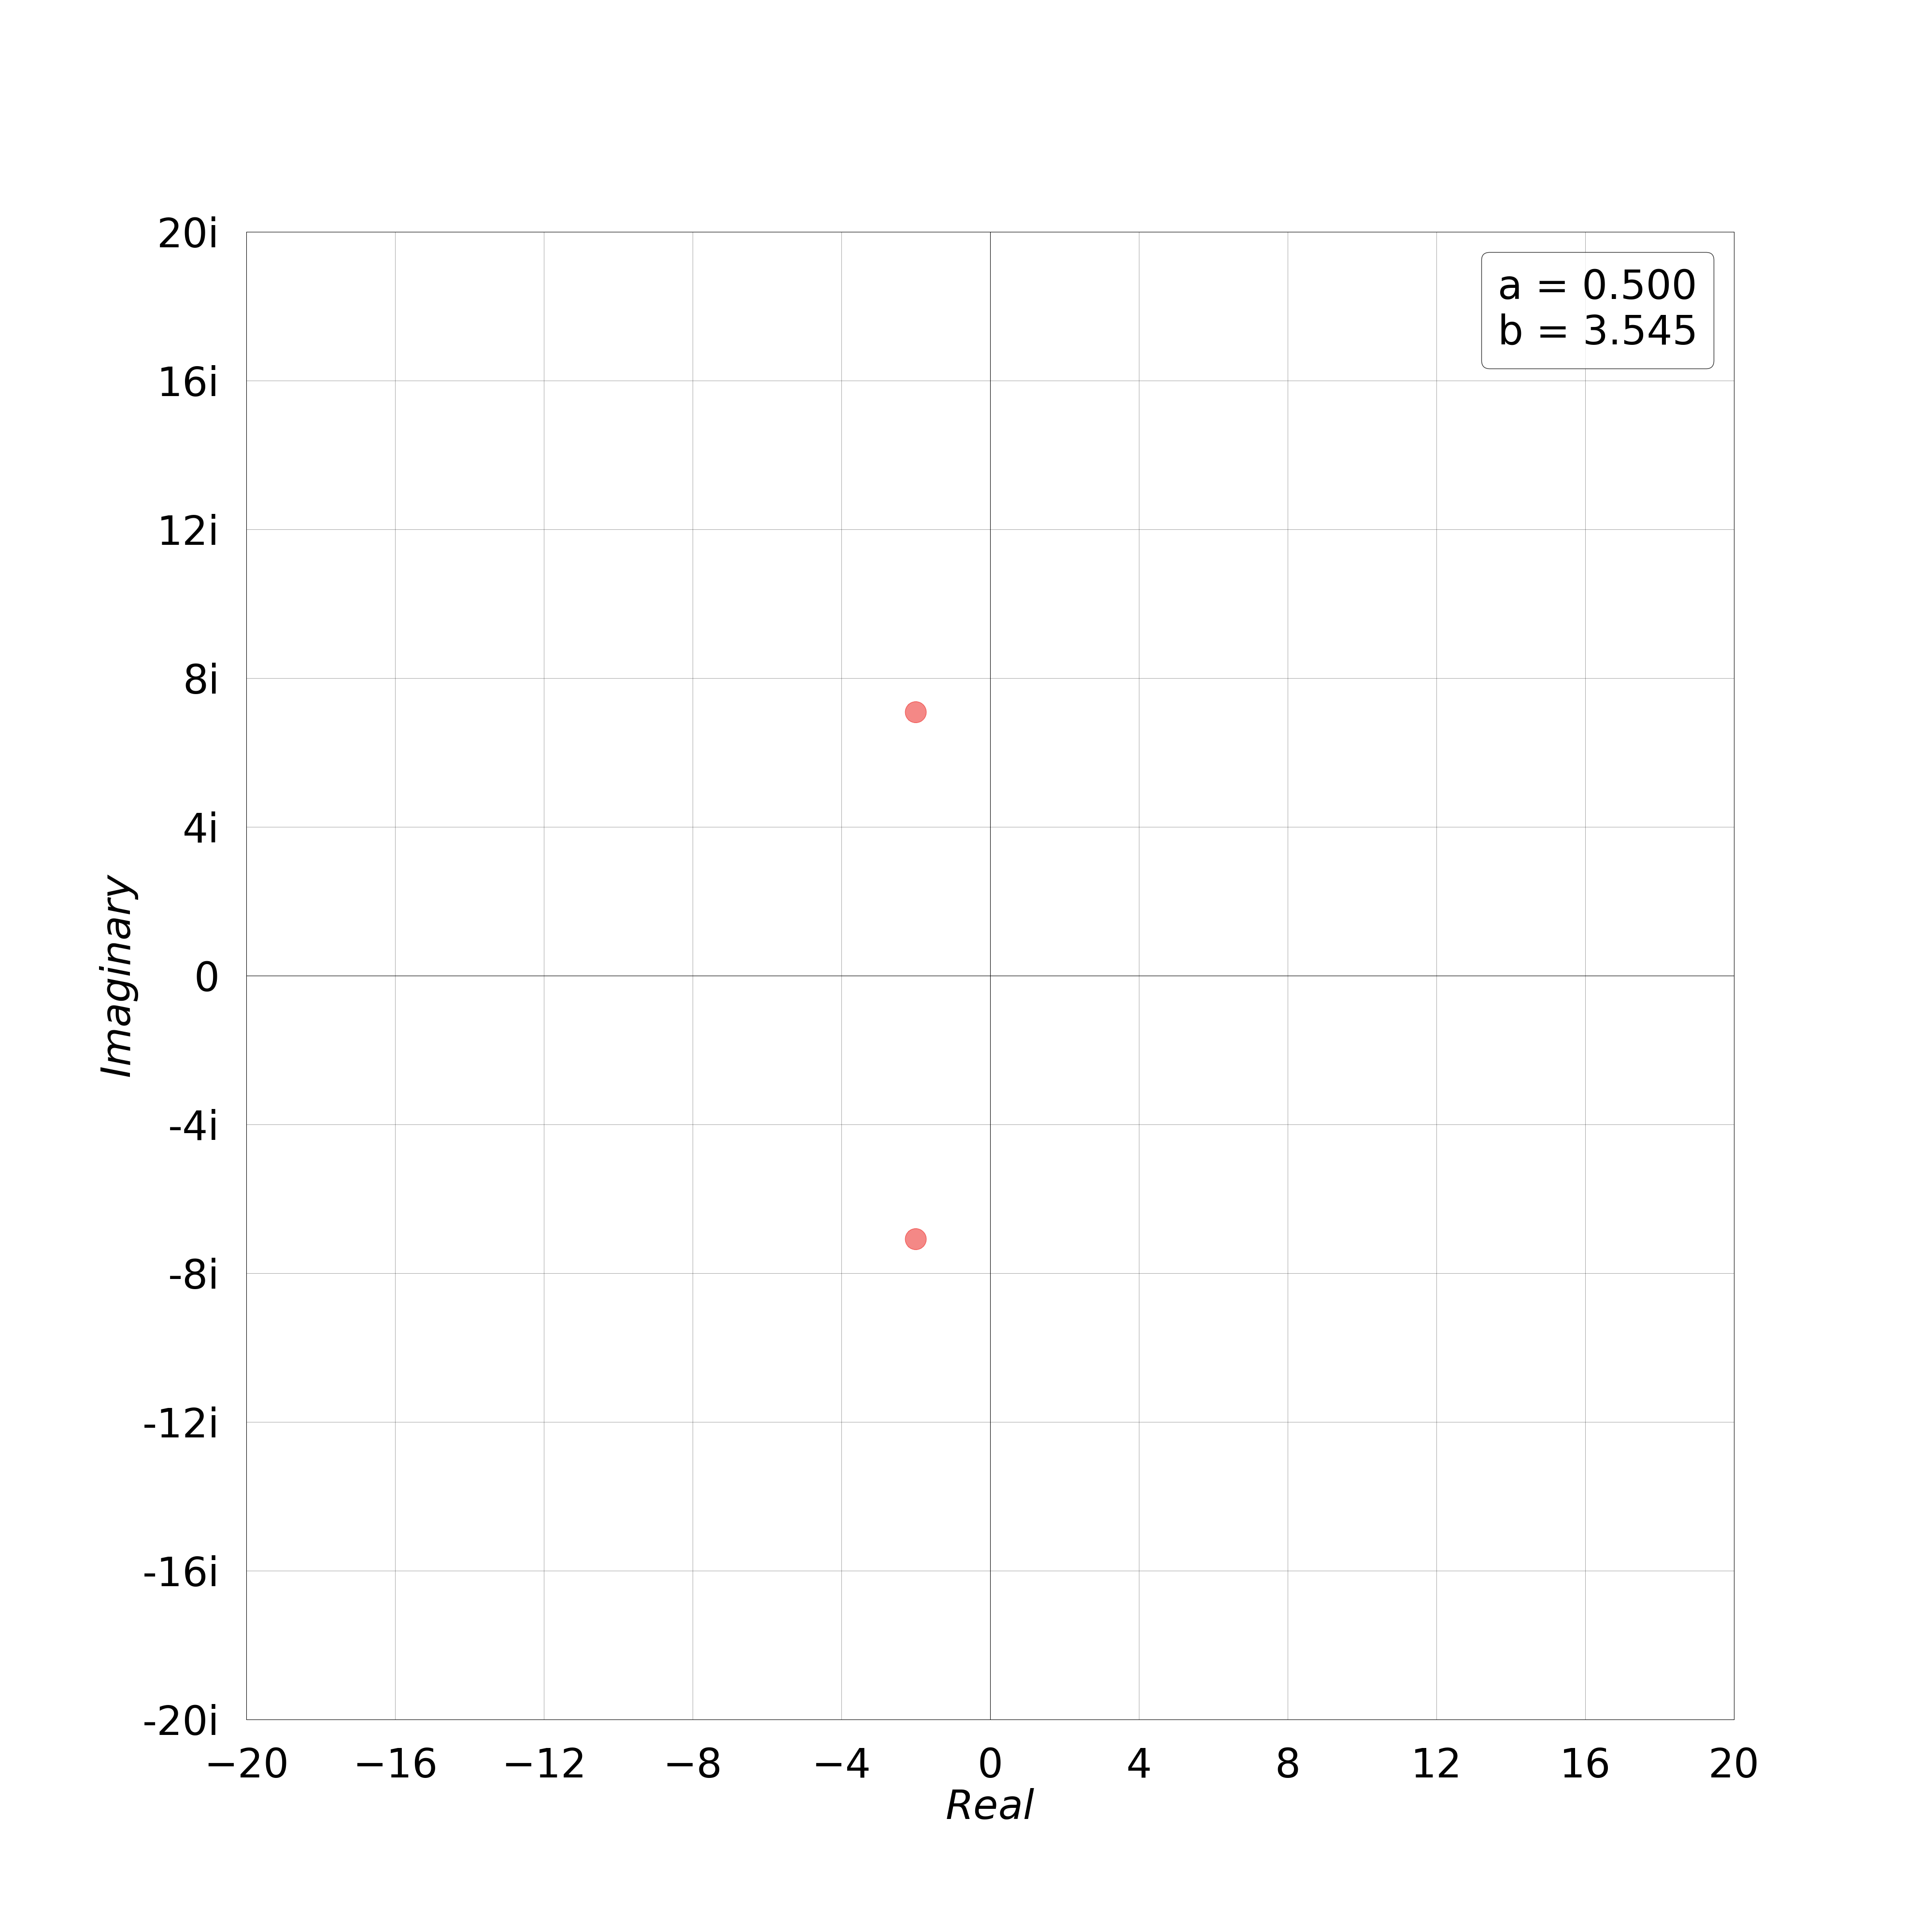 20i
16i
12i
8i
4i
0
-4i
-8i
-12i
-16i
-20i
Imaginary
a = 0.500
b = 3.545
−20 −16 −12 −8 −4 0 4 8 12 16 20
Real